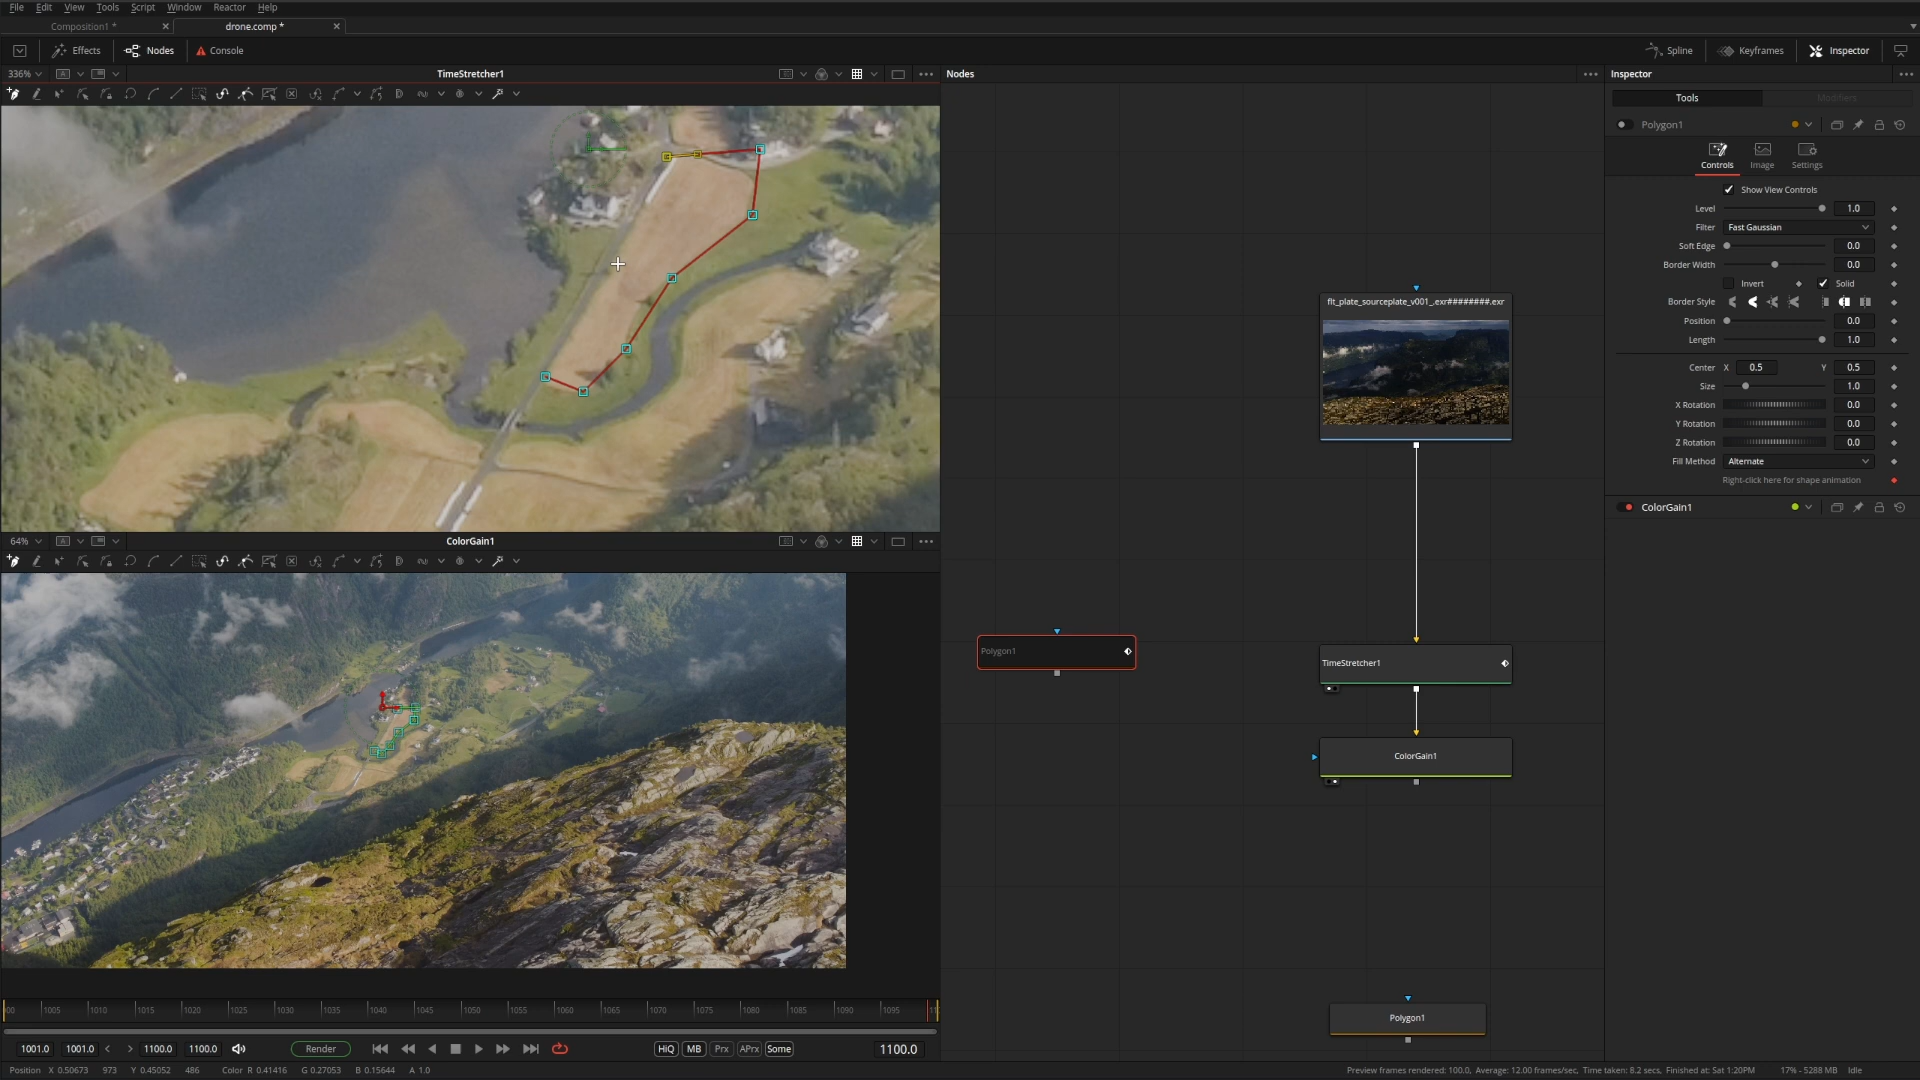 File Edit View Tools Script Window Reactor Help
Composition1 * drone.comp *
Effects Nodes Console Spline Keyframes Inspector
336% A TimeStretcher1
Nodes
Inspector
Tools Modifiers
Polygon1
Controls Image Settings
Show View Controls
Level 1.0
Filter Fast Gaussian
Soft Edge 0.0
Border Width 0.0
Invert Solid
Border Style
Position 0.0
Length 1.0
Center X 0.5 Y 0.5
Size 1.0
X Rotation 0.0
Y Rotation 0.0
Z Rotation 0.0
Fill Method Alternate
Right-click here for shape animation
ColorGain1
flt_plate_sourceplate_v001_.exr########.exr
Polygon1
TimeStretcher1
ColorGain1
Polygon1
64% A ColorGain1
1005 1010 1015 1020 1025 1030 1035 1040 1045 1050 1055 1060 1065 1070 1075 1080 1085 1090 1095
1001.0 1001.0 1100.0 1100.0 Render HiQ MB Prx APrx Some 1100.0
Position X 0.50673 973 Y 0.45052 486 Color R 0.41416 G 0.27053 B 0.15644 A 1.0
Preview frames rendered: 100.0, Average: 12.00 frames/sec, Time taken: 8.2 secs, Finished at: Sat 1:20PM 17% - 5288 MB Idle